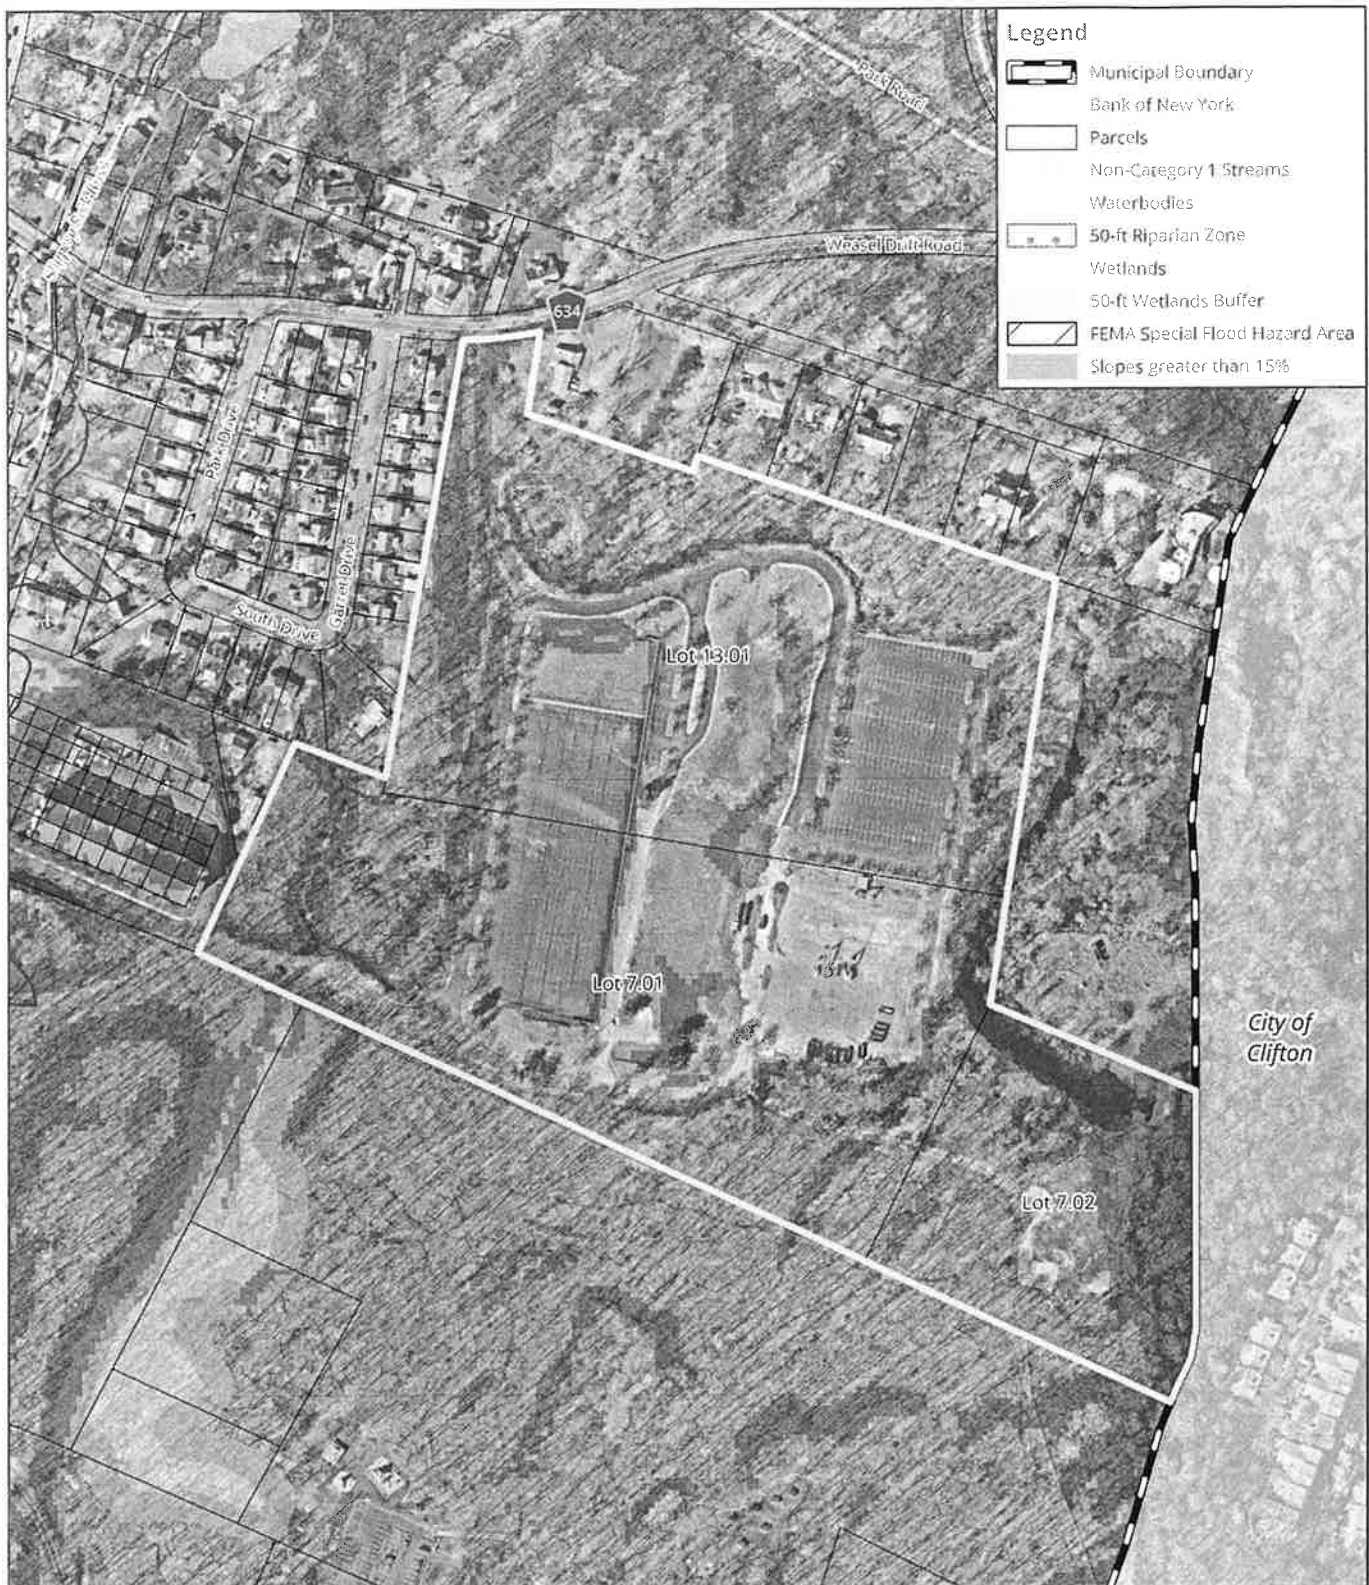 Legend
Municipal Boundary
Bank of New York
Parcels
Non-Category 1 Streams
Waterbodies
50-ft Riparian Zone
Wetlands
50-ft Wetlands Buffer
FEMA Special Flood Hazard Area
Slopes greater than 15%
Park Road
Weasel Drift Road
634
Park Drive
Garret Drive
South Drive
Lot 13.01
Lot 7.01
City of
Clifton
Lot 7.02